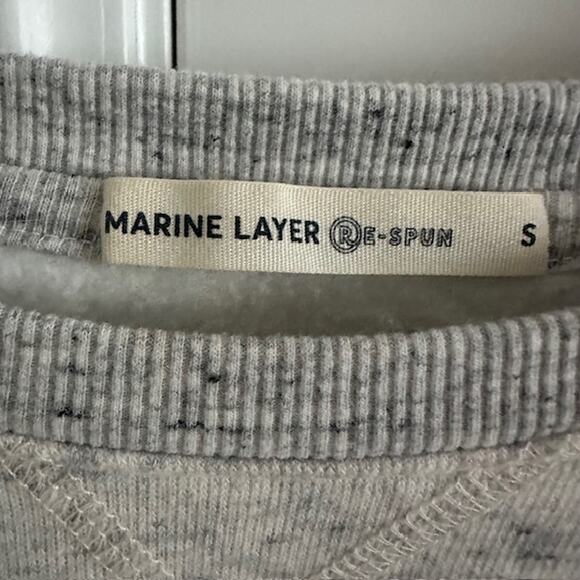 MARINE LAYER RE-SPUN S